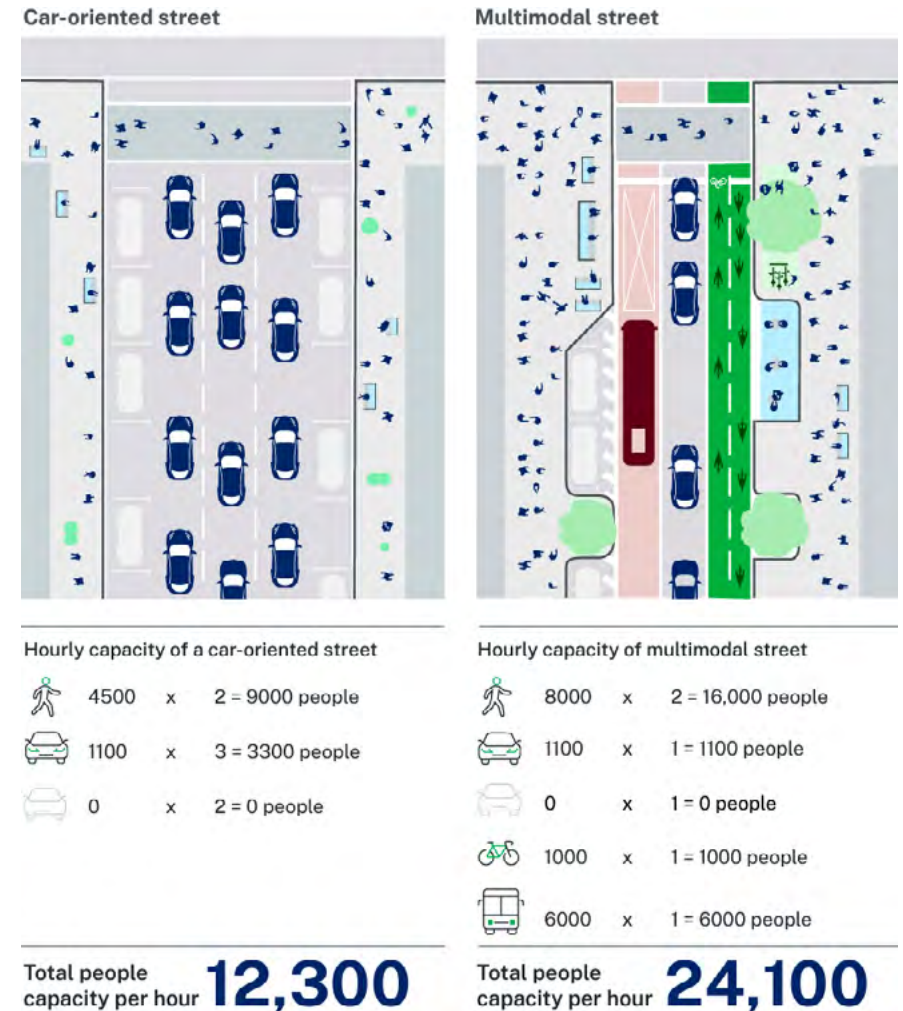 Car-oriented street
Multimodal street
Hourly capacity of a car-oriented street
4500 x 2 = 9000 people
1100 x 3 = 3300 people
0 x 2 = 0 people
Total people
capacity per hour 12,300
Hourly capacity of multimodal street
8000 x 2 = 16,000 people
1100 x 1 = 1100 people
0 x 1 = 0 people
1000 x 1 = 1000 people
6000 x 1 = 6000 people
Total people
capacity per hour 24,100